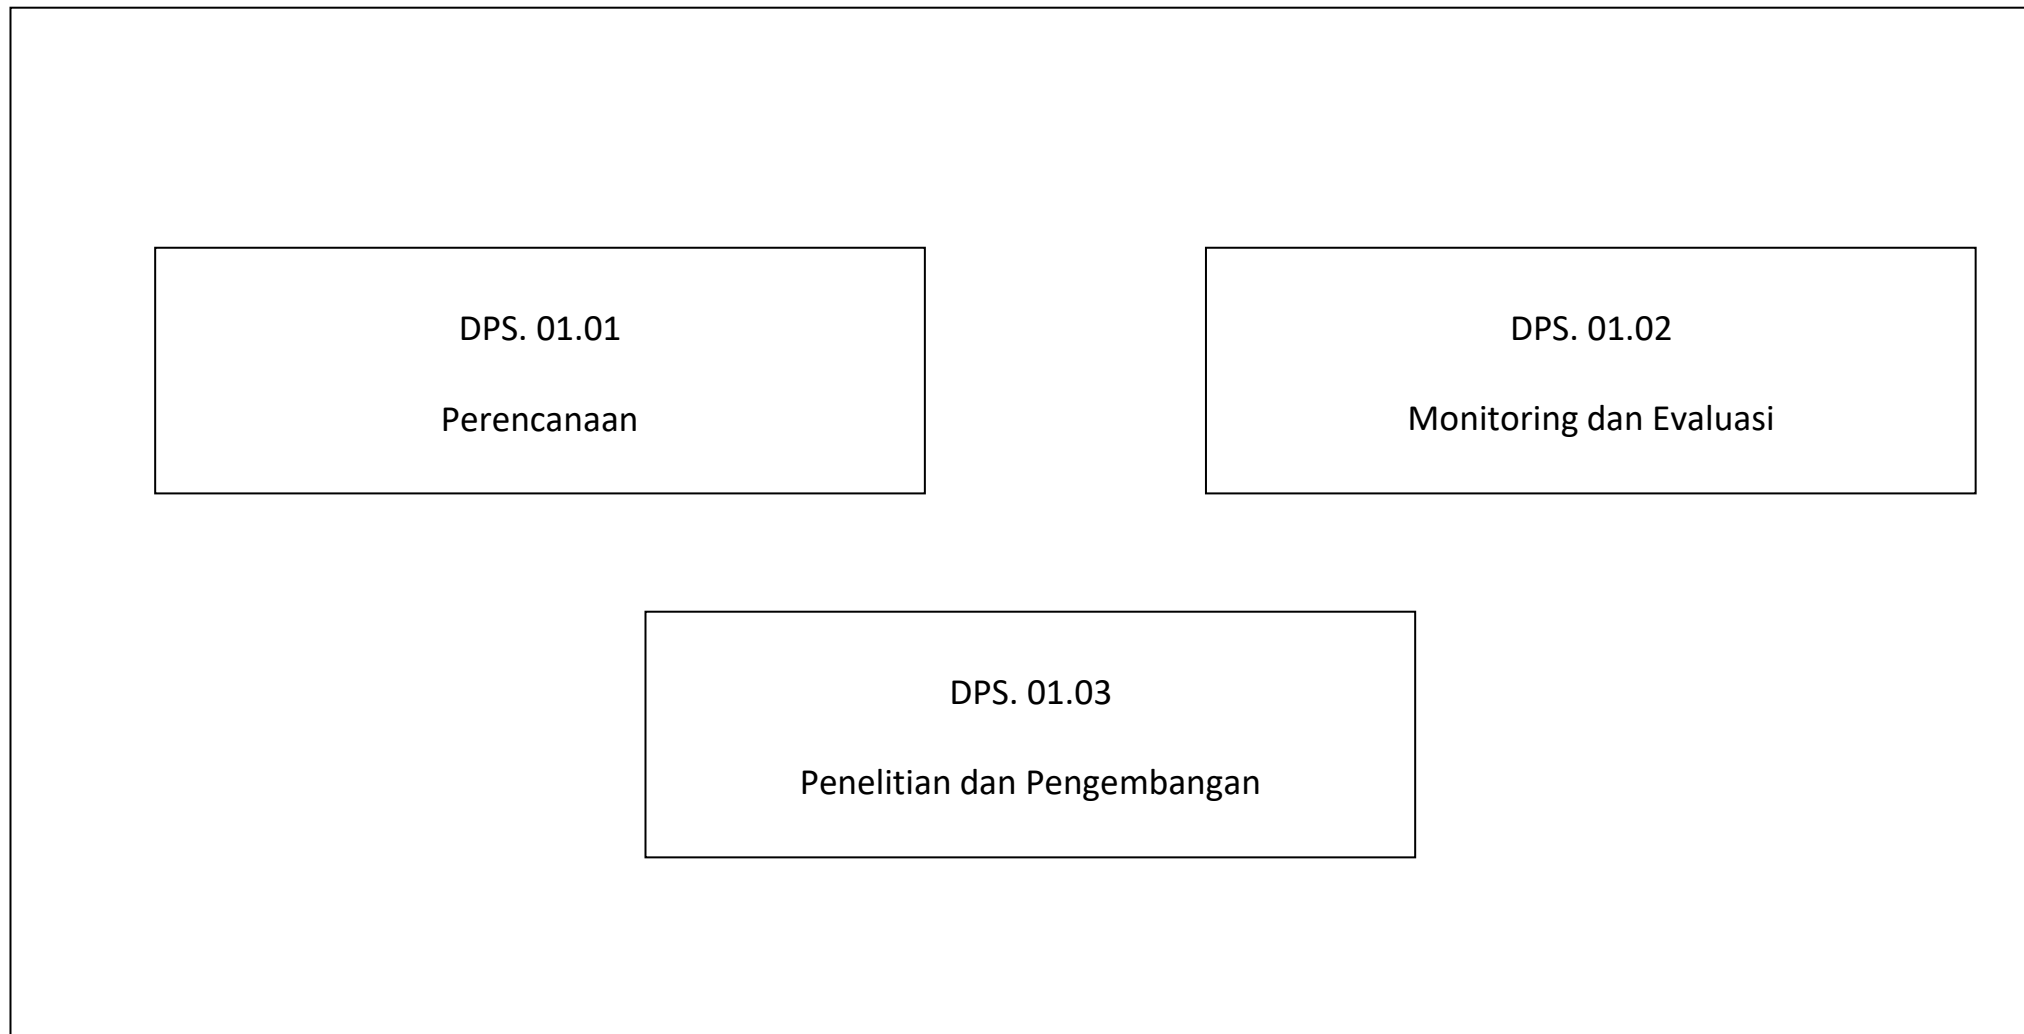 DPS. 01.01
Perencanaan
DPS. 01.02
Monitoring dan Evaluasi
DPS. 01.03
Penelitian dan Pengembangan